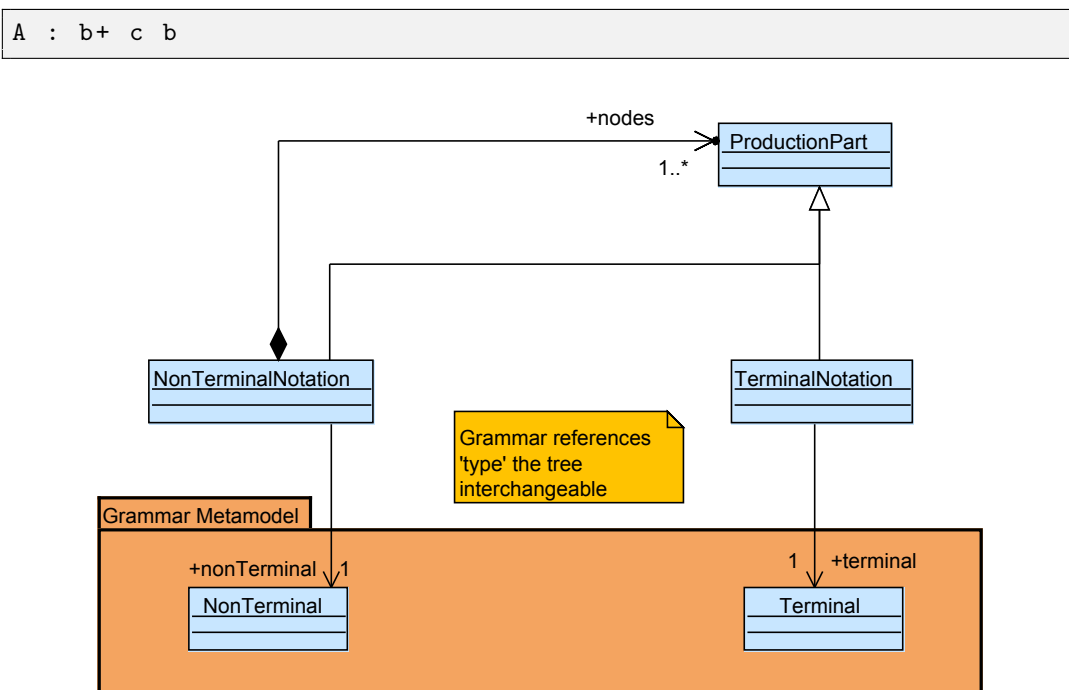 A : b+ c b
+nodes
ProductionPart
1..*
NonTerminalNotation
TerminalNotation
Grammar references
'type' the tree
interchangeable
Grammar Metamodel
+nonTerminal 1
1 +terminal
NonTerminal
Terminal